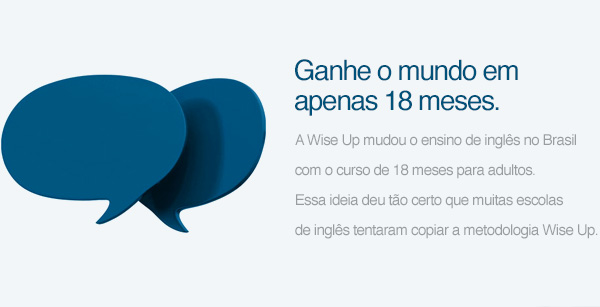 Ganhe o mundo em
apenas 18 meses.
A Wise Up mudou o ensino de inglês no Brasil
com o curso de 18 meses para adultos.
Essa ideia deu tão certo que muitas escolas
de inglês tentaram copiar a metodologia Wise Up.